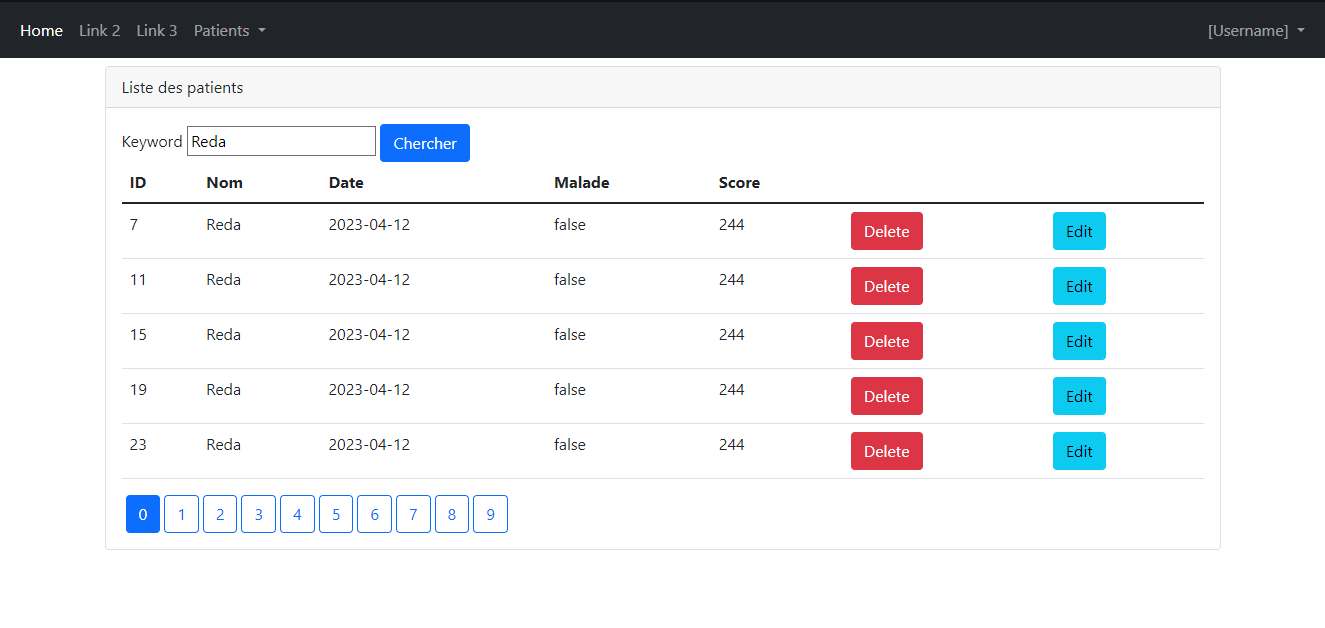 Home Link 2 Link 3 Patients [Username]
Liste des patients
Keyword Reda Chercher
ID Nom Date Malade Score
7 Reda 2023-04-12 false 244 Delete Edit
11 Reda 2023-04-12 false 244 Delete Edit
15 Reda 2023-04-12 false 244 Delete Edit
19 Reda 2023-04-12 false 244 Delete Edit
23 Reda 2023-04-12 false 244 Delete Edit
0 1 2 3 4 5 6 7 8 9